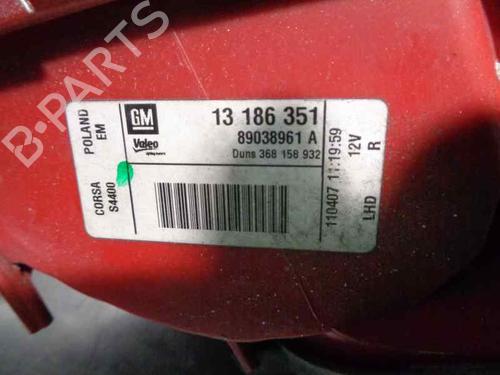 POLAND
EM
CORSA
S4400
GM
Valeo
13 186 351
89038961 A
Duns 368 158 932
110407 11:19:59
12V
R
LHD
B-PARTS